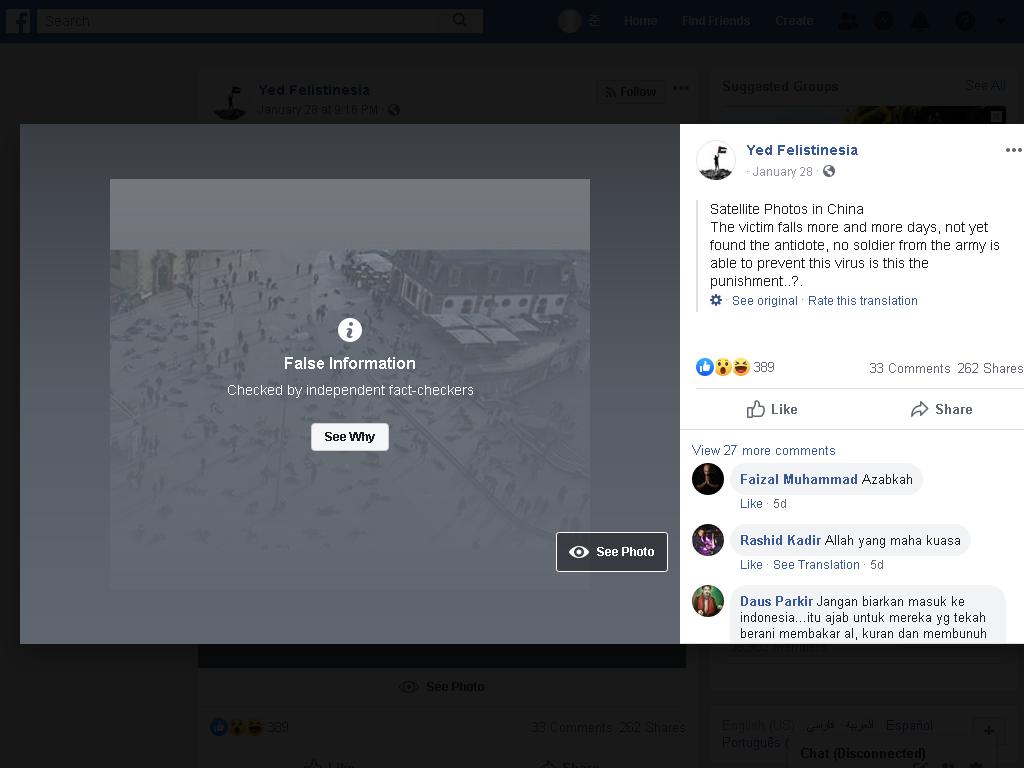 Search
Home
Find Friends
Create
Yed Felistinesia
January 28 at 9:16 PM ·
Follow
Suggested Groups
See All
False Information
Checked by independent fact-checkers
See Why
See Photo
Yed Felistinesia
· January 28 ·
Satellite Photos in China
The victim falls more and more days, not yet
found the antidote, no soldier from the army is
able to prevent this virus is this the
punishment..?.
· See original · Rate this translation
389
33 Comments 262 Shares
Like
Share
View 27 more comments
Faizal Muhammad Azabkah
Like · 5d
Rashid Kadir Allah yang maha kuasa
Like · See Translation · 5d
Daus Parkir Jangan biarkan masuk ke
indonesia...itu ajab untuk mereka yg tekah
berani membakar al, kuran dan membunuh
See Photo
389
33 Comments 262 Shares
Like
Share
English (US) · فارسی · العربية · Español
Português (
Chat (Disconnected)